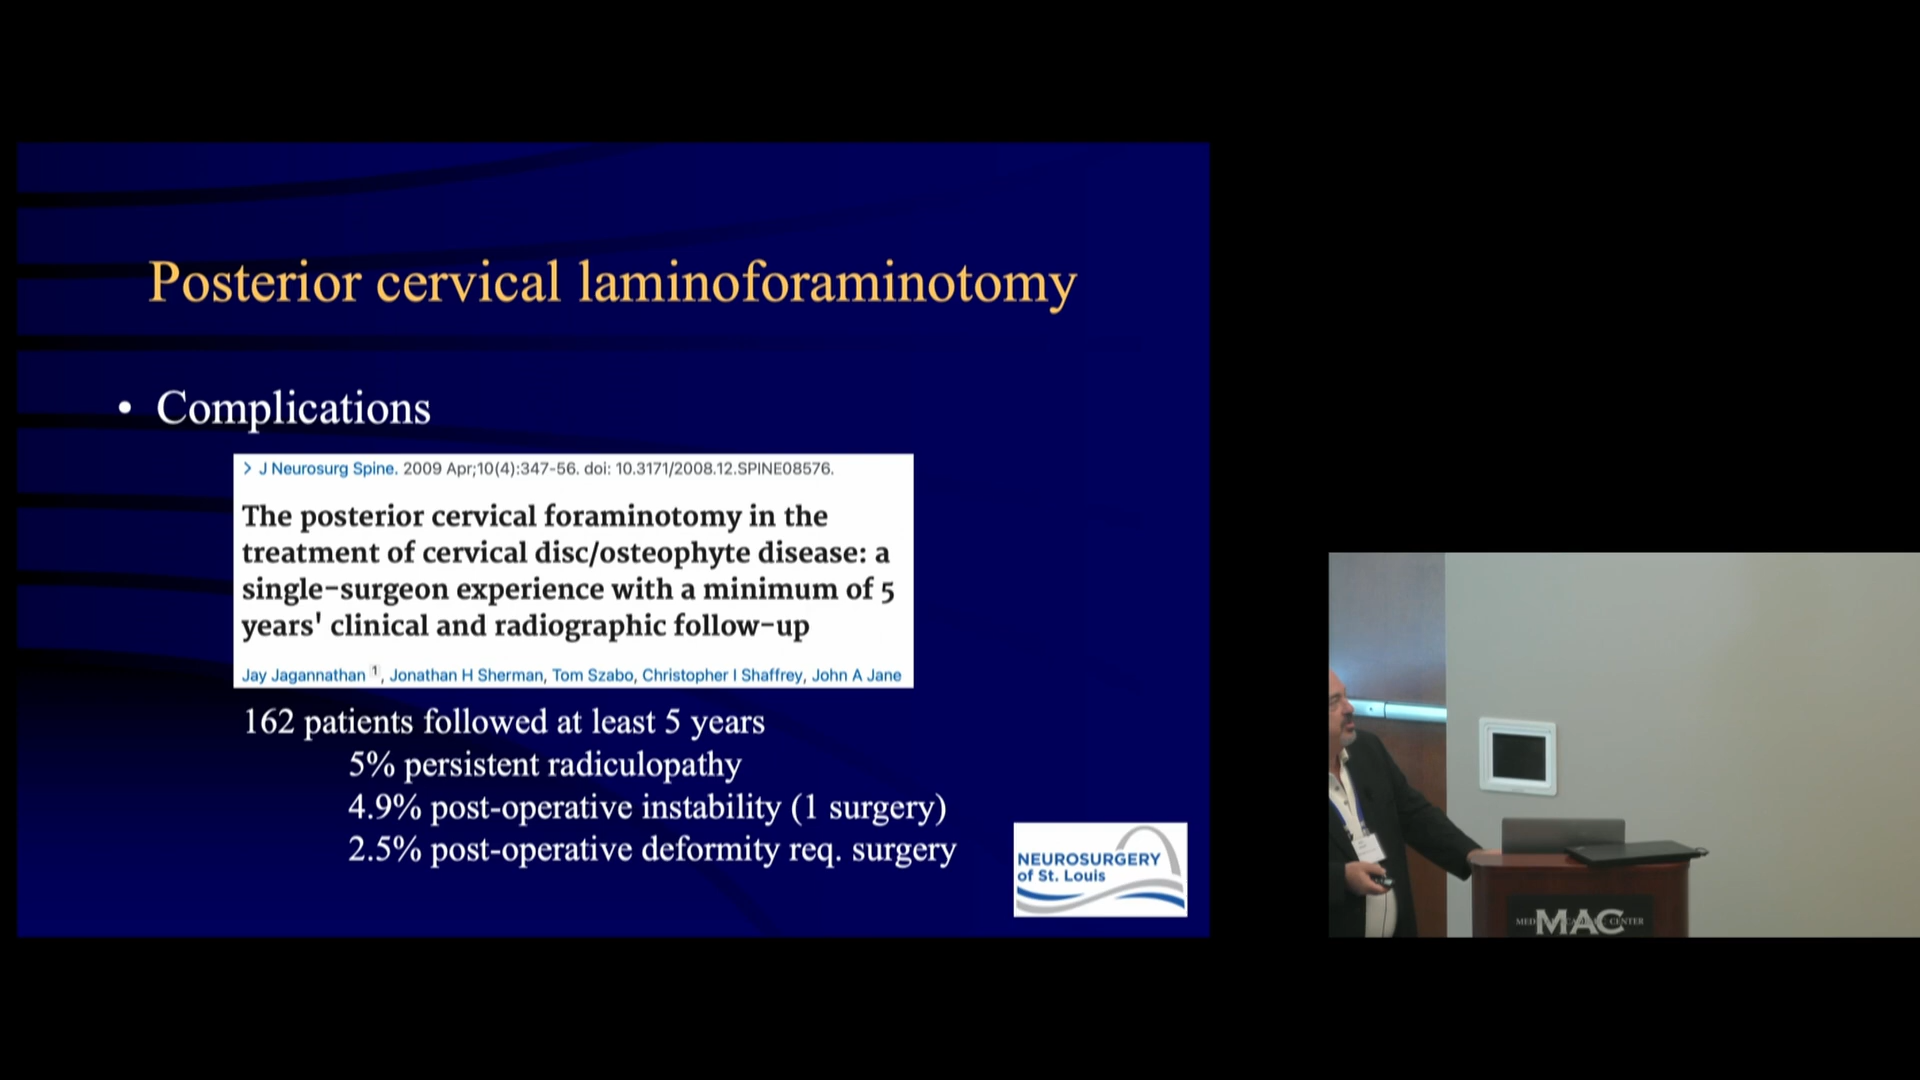 Posterior cervical laminoforaminotomy
• Complications
> J Neurosurg Spine. 2009 Apr;10(4):347-56. doi: 10.3171/2008.12.SPINE08576.
The posterior cervical foraminotomy in the
treatment of cervical disc/osteophyte disease: a
single-surgeon experience with a minimum of 5
years' clinical and radiographic follow-up
Jay Jagannathan 1, Jonathan H Sherman, Tom Szabo, Christopher I Shaffrey, John A Jane
162 patients followed at least 5 years
5% persistent radiculopathy
4.9% post-operative instability (1 surgery)
2.5% post-operative deformity req. surgery
NEUROSURGERY
of St. Louis
MAC
CENTER